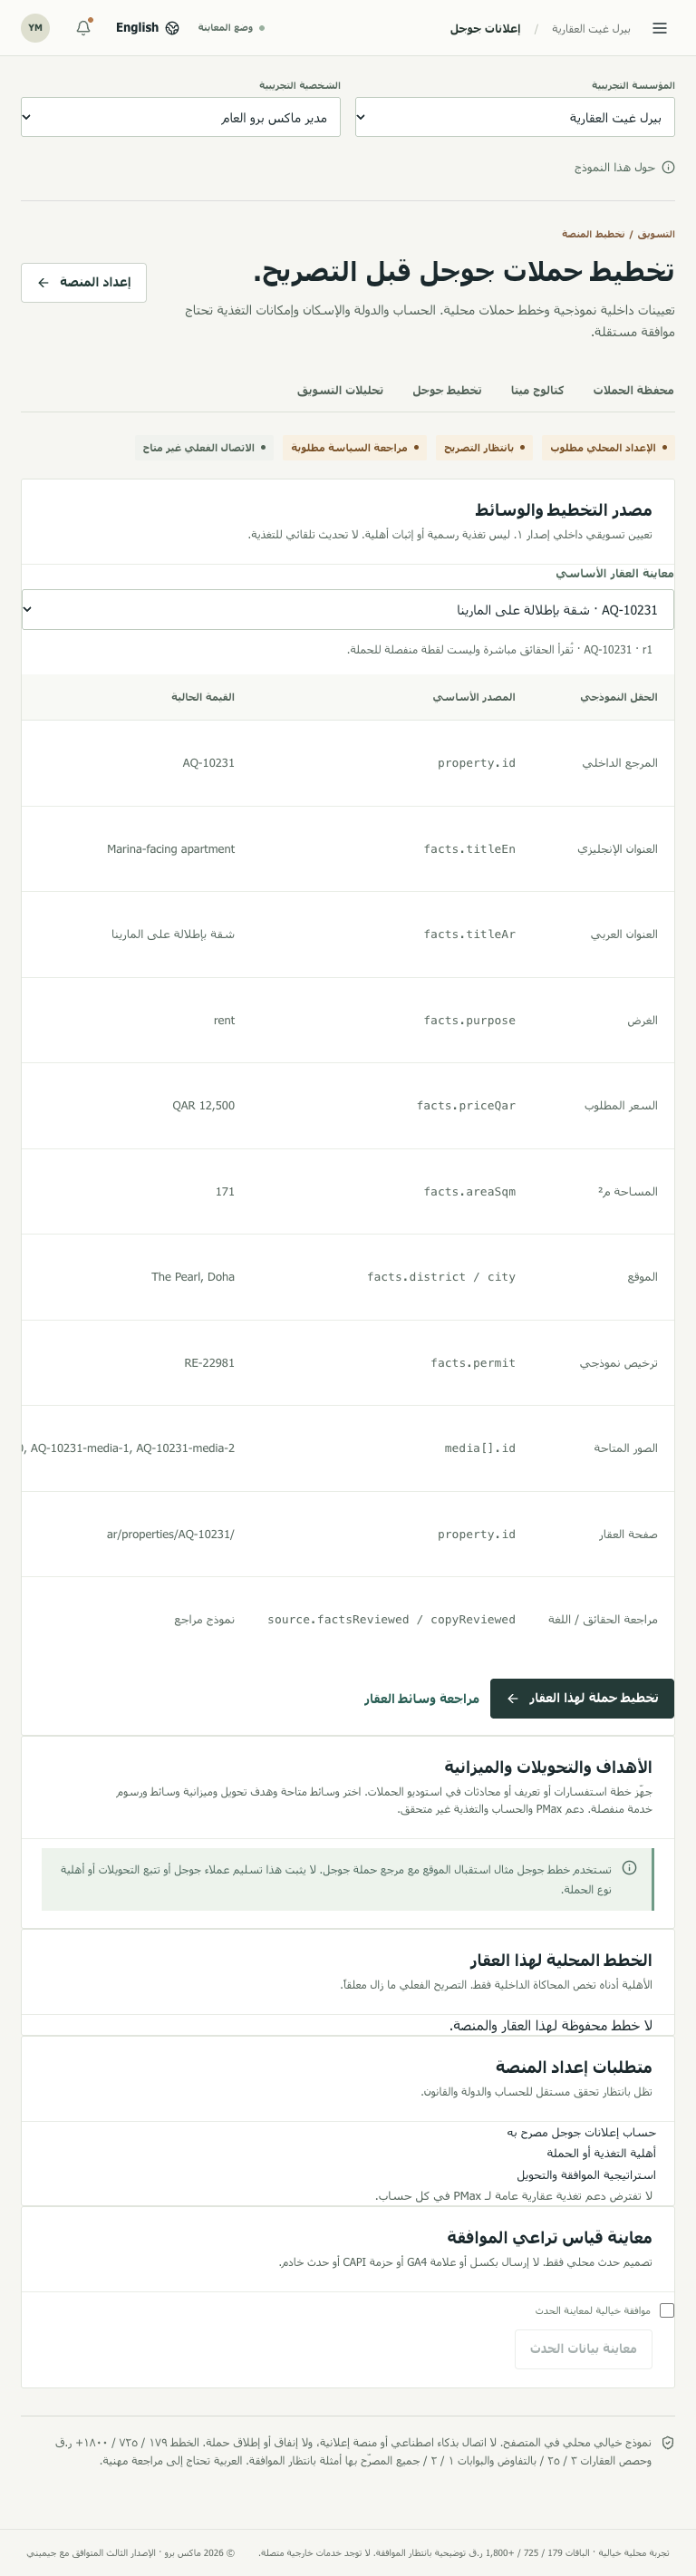 بيرل غيت العقارية / إعلانات جوجل
وضع المعاينة
English
YM
المؤسسة التجريبية
بيرل غيت العقارية
الشخصية التجريبية
مدير ماكس برو العام
حول هذا النموذج
التسويق / تخطيط المنصة
تخطيط حملات جوجل قبل التصريح.
تعيينات داخلية نموذجية وخطط حملات محلية. الحساب والدولة والإسكان وإمكانات التغذية تحتاج
موافقة مستقلة.
إعداد المنصة
محفظة الحملات
كتالوج ميتا
تخطيط جوجل
تحليلات التسويق
الإعداد المحلي مطلوب
بانتظار التصريح
مراجعة السياسة مطلوبة
الاتصال الفعلي غير متاح
مصدر التخطيط والوسائط
تعيين تسويقي داخلي إصدار ١. ليس تغذية رسمية أو إثبات أهلية. لا تحديث تلقائي للتغذية.
معاينة العقار الأساسي
AQ-10231 · شقة بإطلالة على المارينا
AQ-10231 · r1 · تُقرأ الحقائق مباشرة وليست لقطة منفصلة للحملة.
الحقل النموذجي المصدر الأساسي القيمة الحالية
المرجع الداخلي property.id AQ-10231
العنوان الإنجليزي facts.titleEn Marina-facing apartment
العنوان العربي facts.titleAr شقة بإطلالة على المارينا
الغرض facts.purpose rent
السعر المطلوب facts.priceQar QAR 12,500
المساحة م² facts.areaSqm 171
الموقع facts.district / city The Pearl, Doha
ترخيص نموذجي facts.permit RE-22981
الصور المتاحة media[].id , AQ-10231-media-1, AQ-10231-media-2
صفحة العقار property.id ar/properties/AQ-10231/
مراجعة الحقائق / اللغة source.factsReviewed / copyReviewed نموذج مراجع
تخطيط حملة لهذا العقار
مراجعة وسائط العقار
الأهداف والتحويلات والميزانية
جهّز خطة استفسارات أو تعريف أو محادثات في استوديو الحملات. اختر وسائط متاحة وهدف تحويل وميزانية وسائط ورسوم
خدمة منفصلة. دعم PMax والحساب والتغذية غير متحقق.
تستخدم خطط جوجل مثال استقبال الموقع مع مرجع حملة جوجل. لا يثبت هذا تسليم عملاء جوجل أو تتبع التحويلات أو أهلية
نوع الحملة.
الخطط المحلية لهذا العقار
الأهلية أدناه تخص المحاكاة الداخلية فقط. التصريح الفعلي ما زال معلقاً.
لا خطط محفوظة لهذا العقار والمنصة.
متطلبات إعداد المنصة
تظل بانتظار تحقق مستقل للحساب والدولة والقانون.
حساب إعلانات جوجل مصرح به
أهلية التغذية أو الحملة
استراتيجية الموافقة والتحويل
لا تفترض دعم تغذية عقارية عامة لـ PMax في كل حساب.
معاينة قياس تراعي الموافقة
تصميم حدث محلي فقط. لا إرسال بكسل أو علامة GA4 أو حزمة CAPI أو حدث خادم.
موافقة خيالية لمعاينة الحدث
معاينة بيانات الحدث
نموذج خيالي محلي في المتصفح. لا اتصال بذكاء اصطناعي أو منصة إعلانية، ولا إنفاق أو إطلاق حملة. الخطط ١٧٩ / ٧٢٥ / ١٨٠٠+ ر.ق
وحصص العقارات ٣ / ٢٥ / بالتفاوض والبوابات ١ / ٢ / جميع المصرّح بها أمثلة بانتظار الموافقة. العربية تحتاج إلى مراجعة مهنية.
تجربة محلية خيالية · الباقات 179 / 725 / 1,800+ ر.ق توضيحية بانتظار الموافقة. لا توجد خدمات خارجية متصلة.
© 2026 ماكس برو · الإصدار الثالث المتوافق مع جيميني